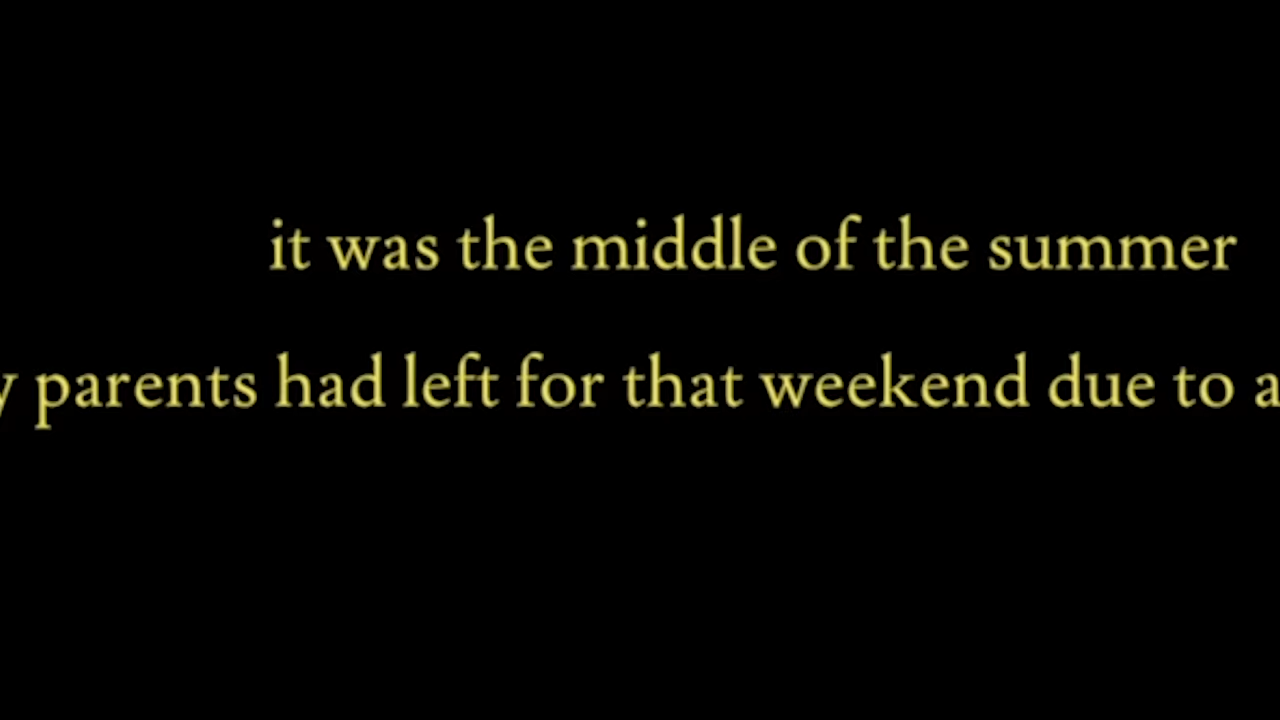 it was the middle of the summer
y parents had left for that weekend due to a